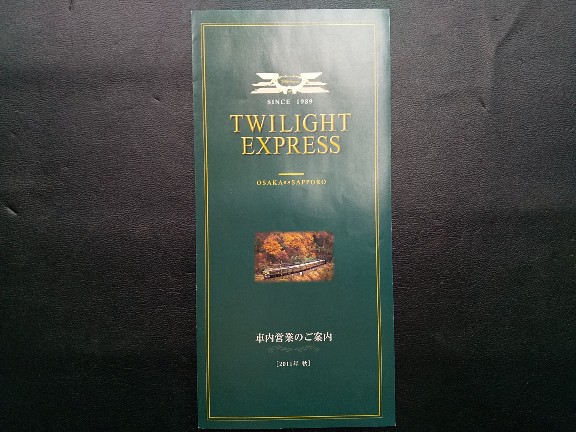 SINCE 1989
TWILIGHT
EXPRESS
OSAKA⇔SAPPORO
車内営業のご案内
[2011年 秋]